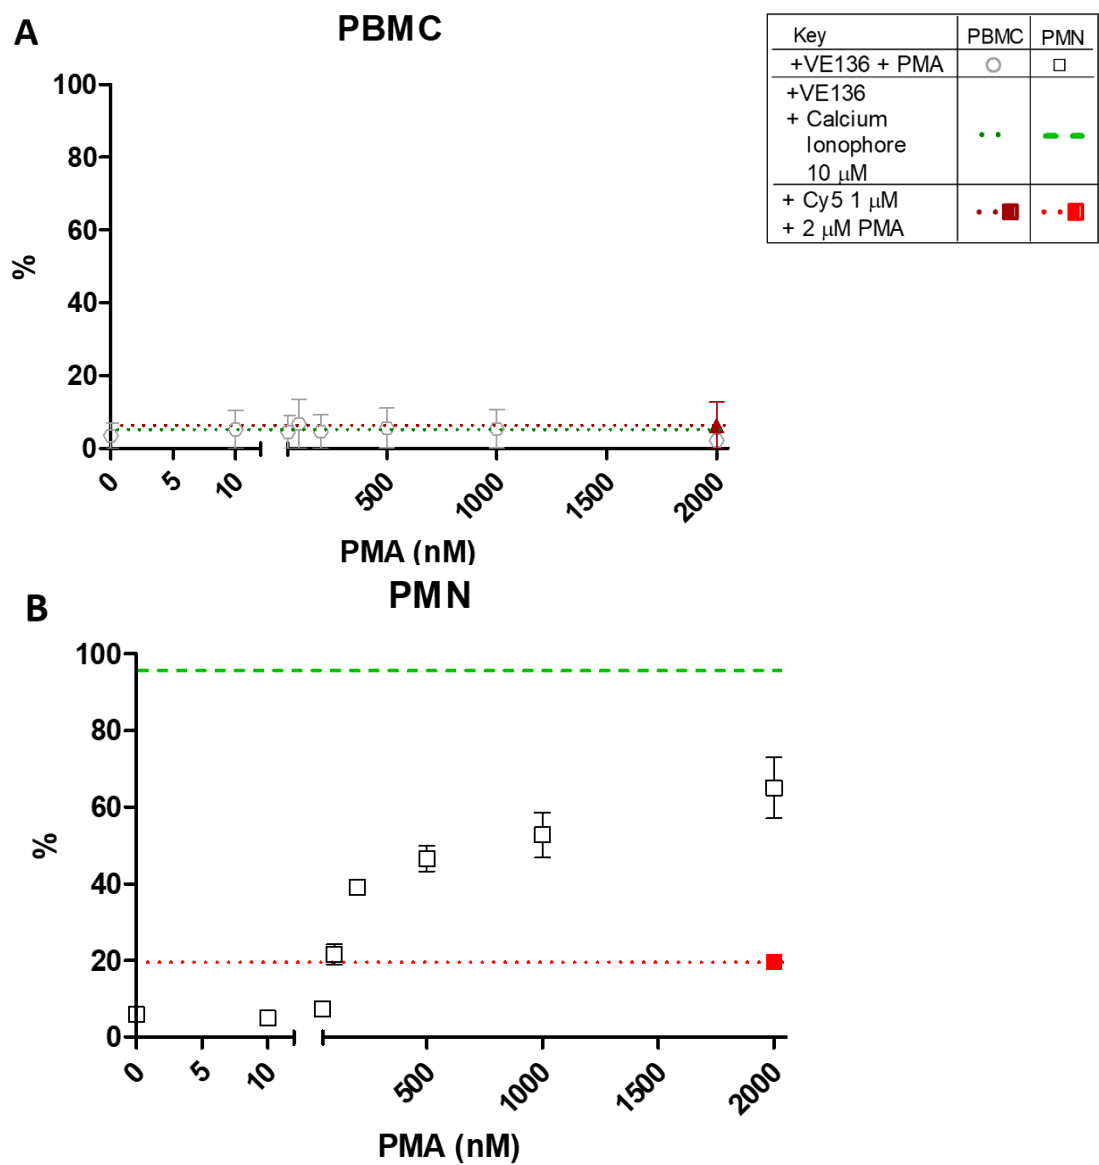 A
PBMC
100
80
60
40
20
0
%
0
5
10
500
1000
1500
2000
PMA (nM)
Key PBMC PMN
+VE136 + PMA
+VE136
+ Calcium
Ionophore
10 µM
+ Cy5 1 µM
+ 2 µM PMA
B
PMN
100
80
60
40
20
0
%
0
5
10
500
1000
1500
2000
PMA (nM)